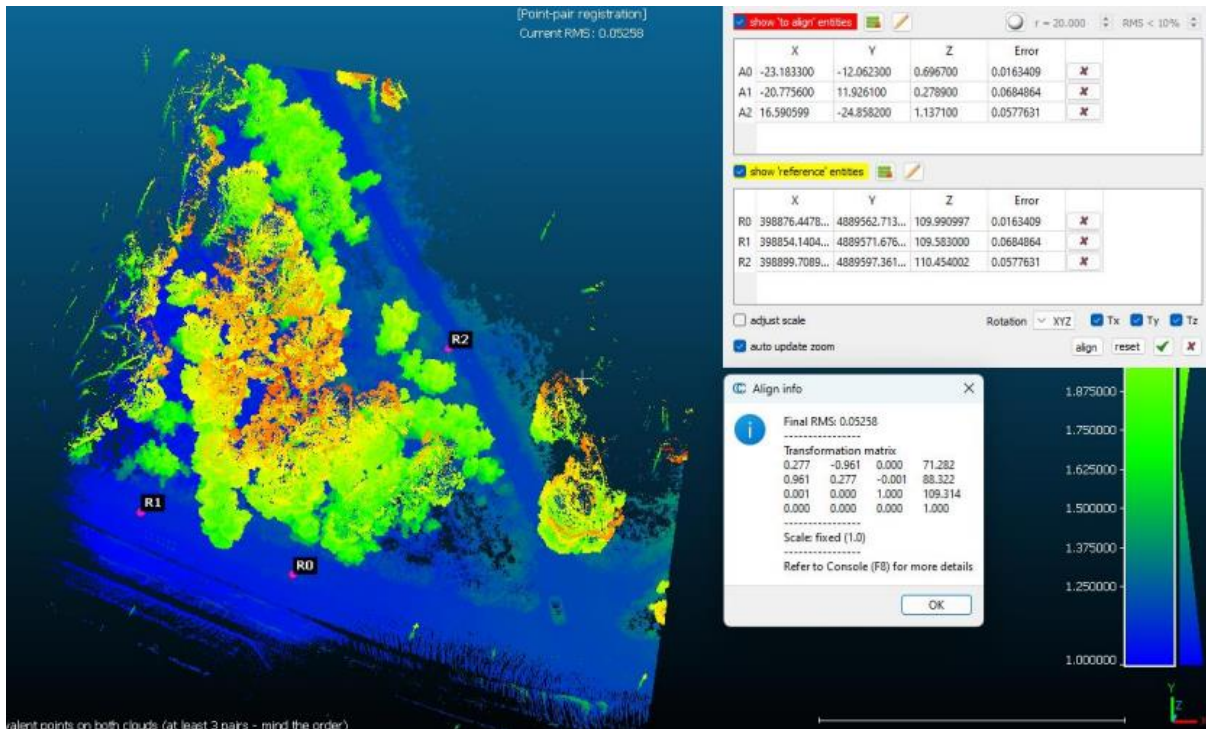 [Point-pair registration]
Current RMS: 0.05258
show 'to align' entities
r = 20.000
RMS < 10%
X Y Z Error
A0 -23.183300 -12.062300 0.696700 0.0163409
A1 -20.775600 11.926100 0.278900 0.0684864
A2 16.590599 -24.858200 1.137100 0.0577631
show 'reference' entities
X Y Z Error
R0 398876.4478... 4889562.713... 109.990997 0.0163409
R1 398854.1404... 4889571.676... 109.583000 0.0684864
R2 398899.7089... 4889597.361... 110.454002 0.0577631
adjust scale
Rotation XYZ Tx Ty Tz
auto update zoom
align reset
R2
R1
R0
Align info
Final RMS: 0.05258
----------------
Transformation matrix
0.277 -0.961 0.000 71.282
0.961 0.277 -0.001 88.322
0.001 0.000 1.000 109.314
0.000 0.000 0.000 1.000
----------------
Scale: fixed (1.0)
----------------
Refer to Console (F8) for more details
OK
1.875000
1.750000
1.625000
1.500000
1.375000
1.250000
1.000000
Y
Z
valent points on both clouds (at least 3 pairs - mind the order)